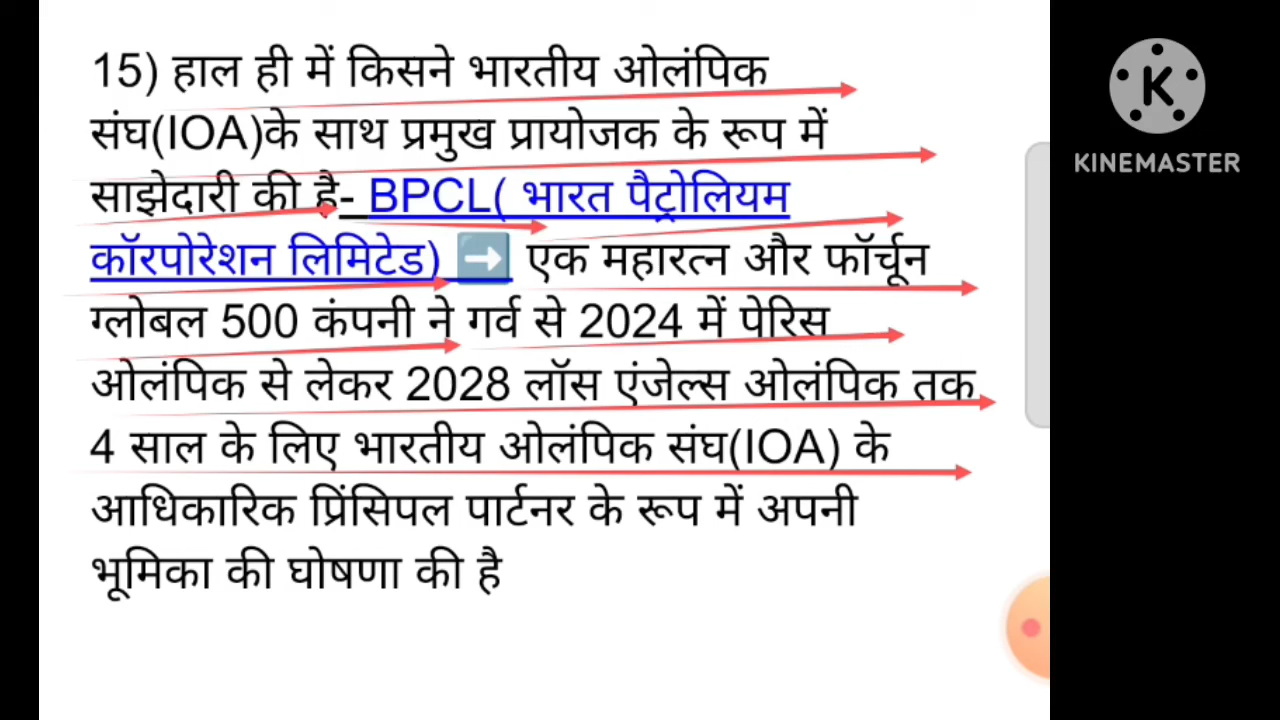 15) हाल ही में किसने भारतीय ओलंपिक
संघ(IOA)के साथ प्रमुख प्रायोजक के रूप में
साझेदारी की है- BPCL( भारत पैट्रोलियम
कॉरपोरेशन लिमिटेड) ➡️ एक महारत्न और फॉर्चून
ग्लोबल 500 कंपनी ने गर्व से 2024 में पेरिस
ओलंपिक से लेकर 2028 लॉस एंजेल्स ओलंपिक तक
4 साल के लिए भारतीय ओलंपिक संघ(IOA) के
आधिकारिक प्रिंसिपल पार्टनर के रूप में अपनी
भूमिका की घोषणा की है
K
KINEMASTER